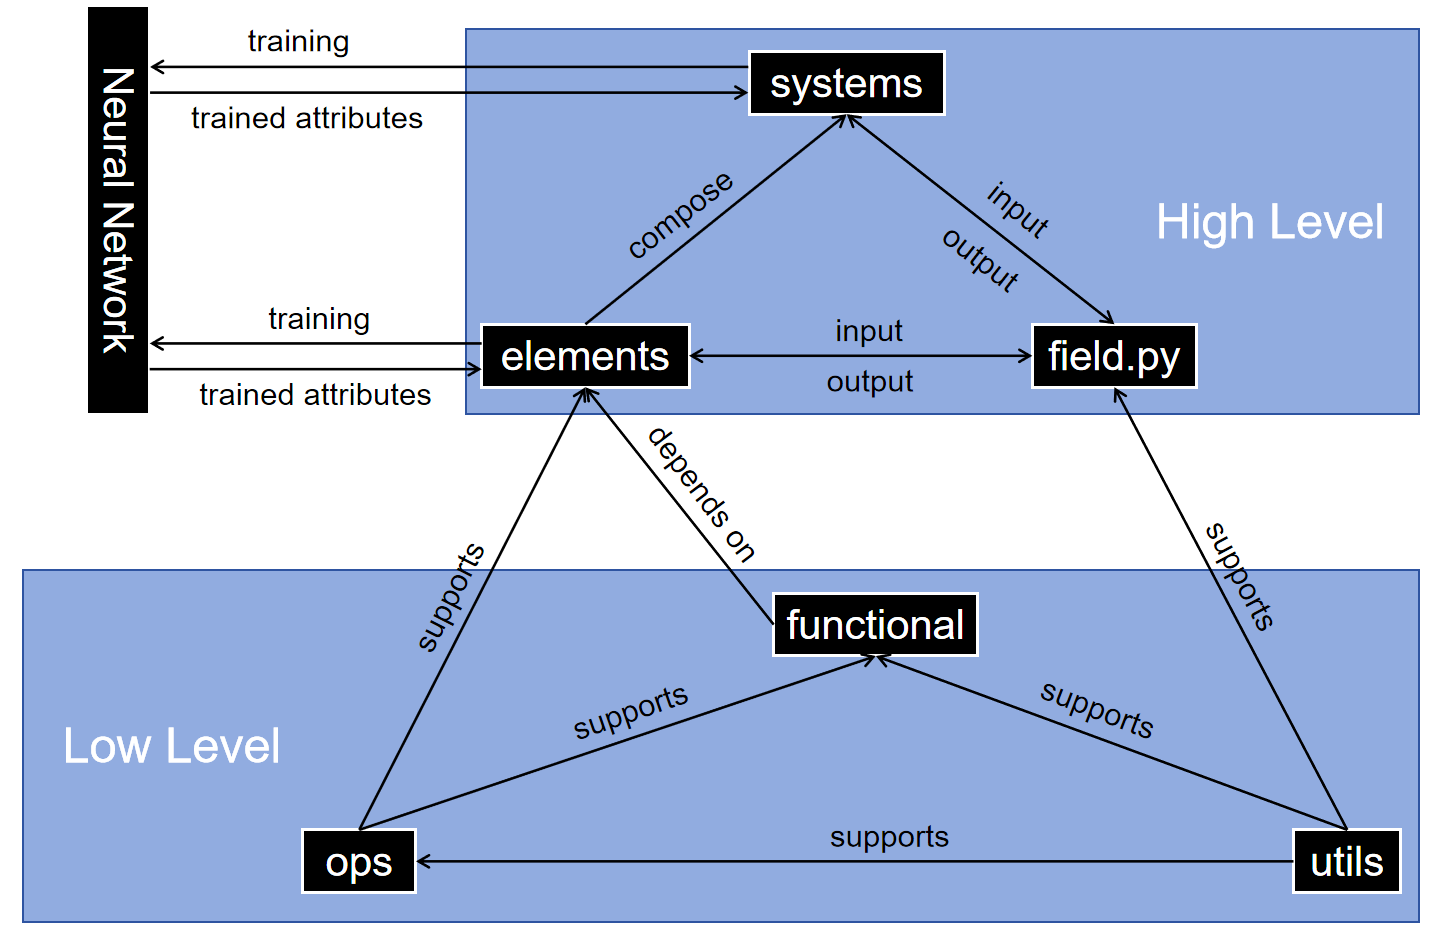 training
systems
trained attributes
Neural Network
compose
input
output
High Level
training
elements
input
field.py
output
trained attributes
depends on
supports
supports
functional
supports
supports
Low Level
supports
ops
utils